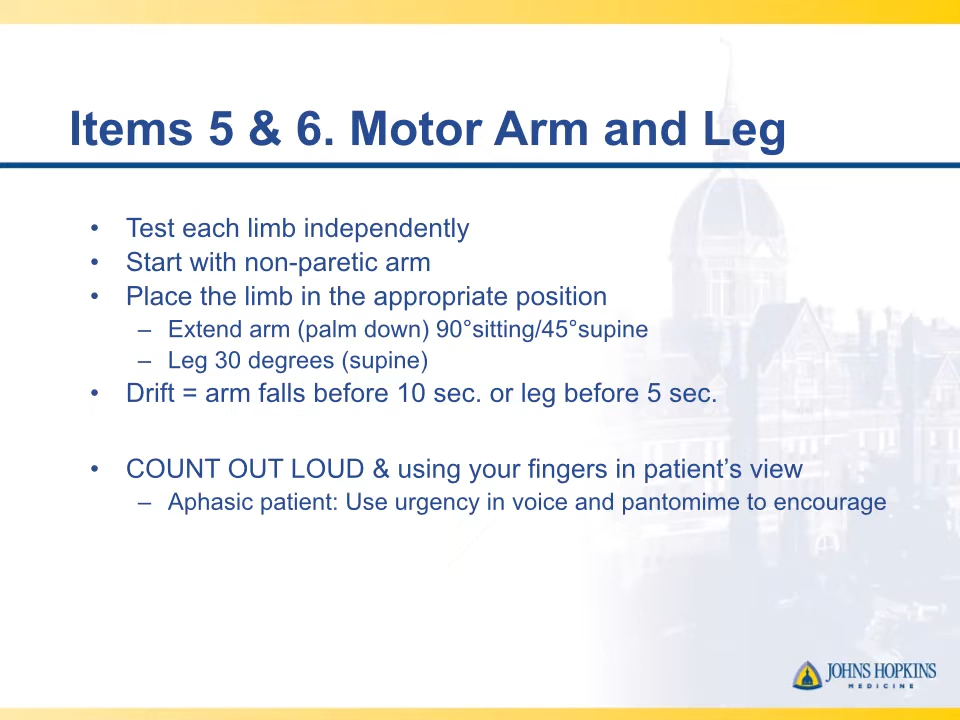 Items 5 & 6. Motor Arm and Leg
• Test each limb independently
• Start with non-paretic arm
• Place the limb in the appropriate position
– Extend arm (palm down) 90°sitting/45°supine
– Leg 30 degrees (supine)
• Drift = arm falls before 10 sec. or leg before 5 sec.
• COUNT OUT LOUD & using your fingers in patient’s view
– Aphasic patient: Use urgency in voice and pantomime to encourage
JOHNS HOPKINS
MEDICINE